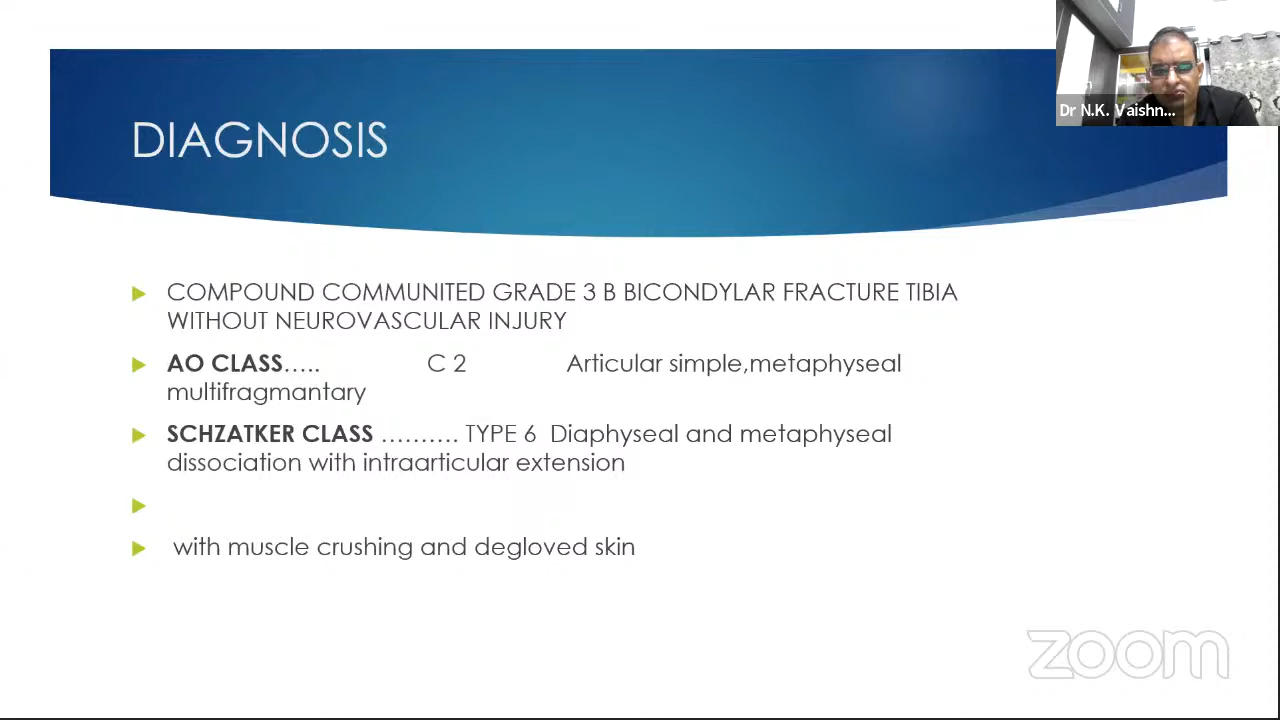 Dr N.K. Vaishn...
DIAGNOSIS
COMPOUND COMMUNITED GRADE 3 B BICONDYLAR FRACTURE TIBIA
WITHOUT NEUROVASCULAR INJURY
AO CLASS..... C 2 Articular simple,metaphyseal
multifragmantary
SCHZATKER CLASS .......... TYPE 6 Diaphyseal and metaphyseal
dissociation with intraarticular extension
with muscle crushing and degloved skin
zoom